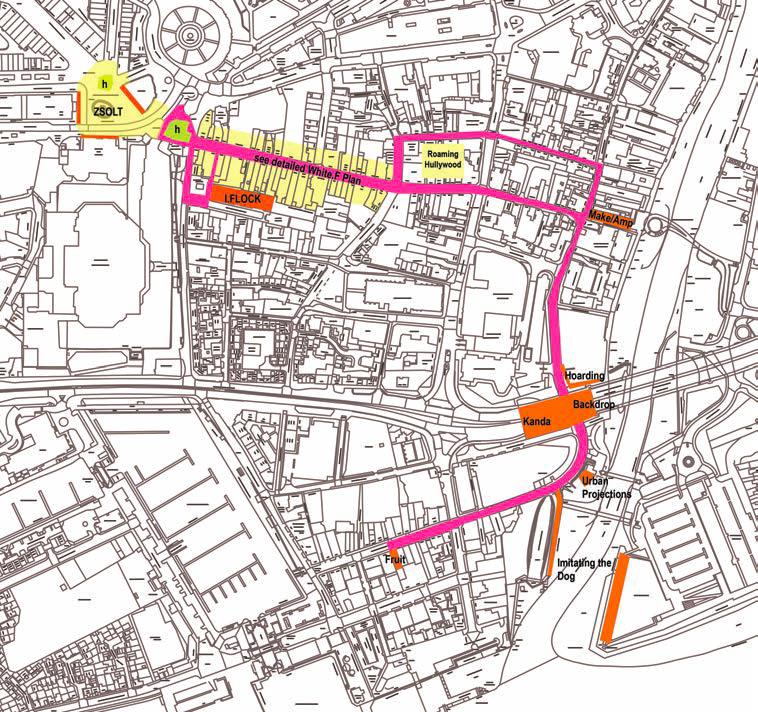 h
ZSOLT
h
see detailed White.F Plan
Roaming
Hullywood
I.FLOCK
Make/Amp
Hoarding
Backdrop
Kanda
Urban
Projections
Fruit
Imitating the
Dog